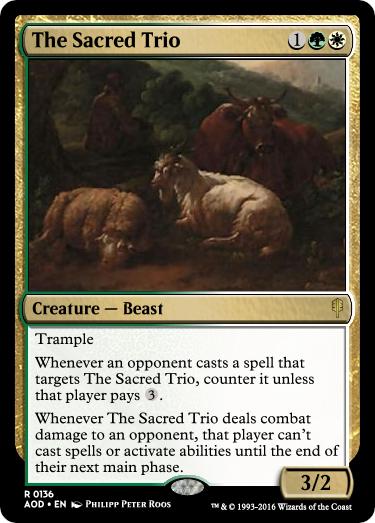 The Sacred Trio 1
Creature — Beast
Trample
Whenever an opponent casts a spell that
targets The Sacred Trio, counter it unless
that player pays 3.
Whenever The Sacred Trio deals combat
damage to an opponent, that player can't
cast spells or activate abilities until the end of
their next main phase.
3/2
R 0136
AOD • EN Philipp Peter Roos
™ & © 1993-2016 Wizards of the Coast